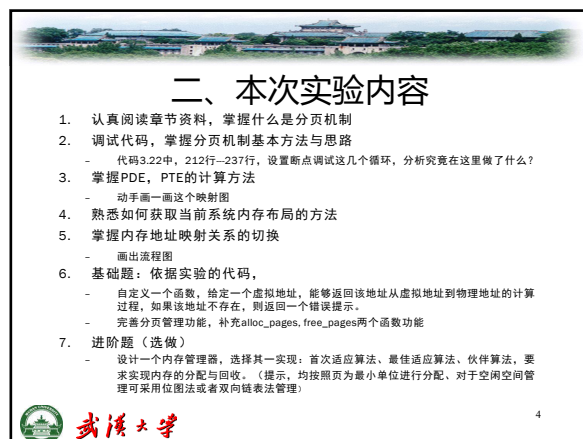 二、本次实验内容
1. 认真阅读章节资料，掌握什么是分页机制
2. 调试代码，掌握分页机制基本方法与思路
– 代码3.22中，212行---237行，设置断点调试这几个循环，分析究竟在这里做了什么？
3. 掌握PDE，PTE的计算方法
– 动手画一画这个映射图
4. 熟悉如何获取当前系统内存布局的方法
5. 掌握内存地址映射关系的切换
– 画出流程图
6. 基础题：依据实验的代码，
– 自定义一个函数，给定一个虚拟地址，能够返回该地址从虚拟地址到物理地址的计算
过程，如果该地址不存在，则返回一个错误提示。
– 完善分页管理功能，补充alloc_pages, free_pages两个函数功能
7. 进阶题（选做）
– 设计一个内存管理器，选择其一实现：首次适应算法、最佳适应算法、伙伴算法，要
求实现内存的分配与回收。（提示，均按照页为最小单位进行分配、对于空闲空间管
理可采用位图法或者双向链表法管理）
4
武汉大学